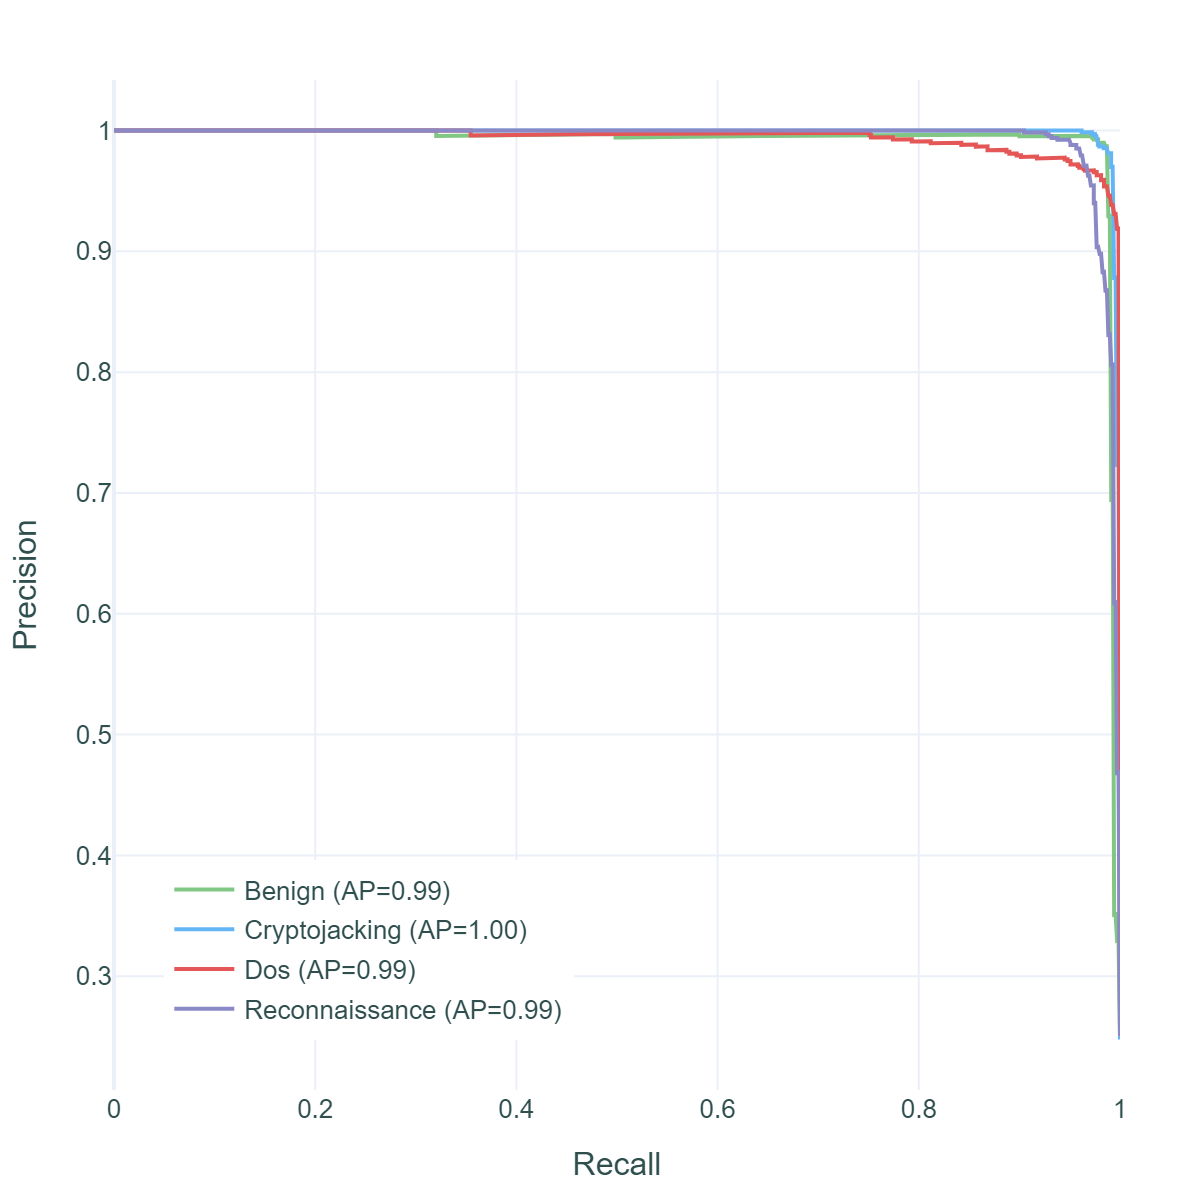 1
0.9
0.8
0.7
0.6
0.5
0.4
0.3
Precision
Benign (AP=0.99)
Cryptojacking (AP=1.00)
Dos (AP=0.99)
Reconnaissance (AP=0.99)
0 0.2 0.4 0.6 0.8 1
Recall